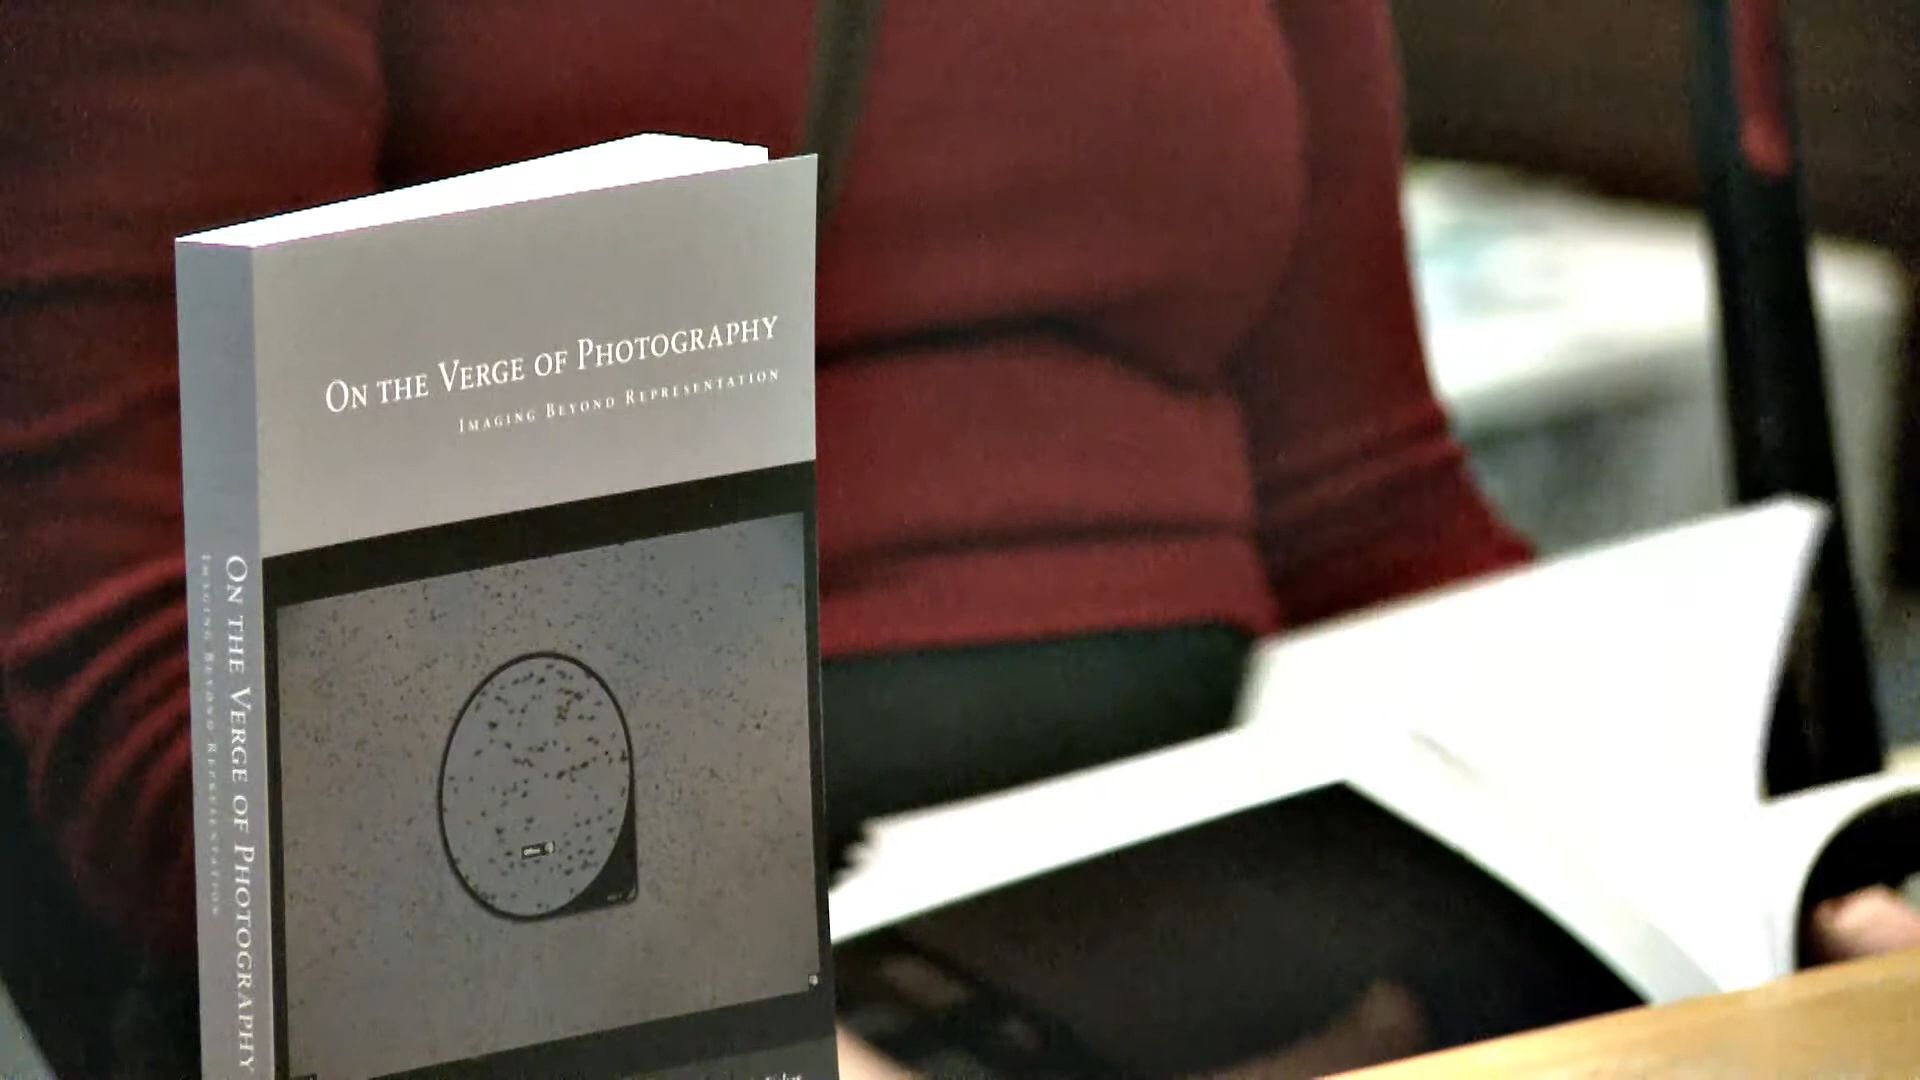 On the Verge of Photography
Imaging Beyond Representation
On the Verge of Photography
Imaging Beyond Representation